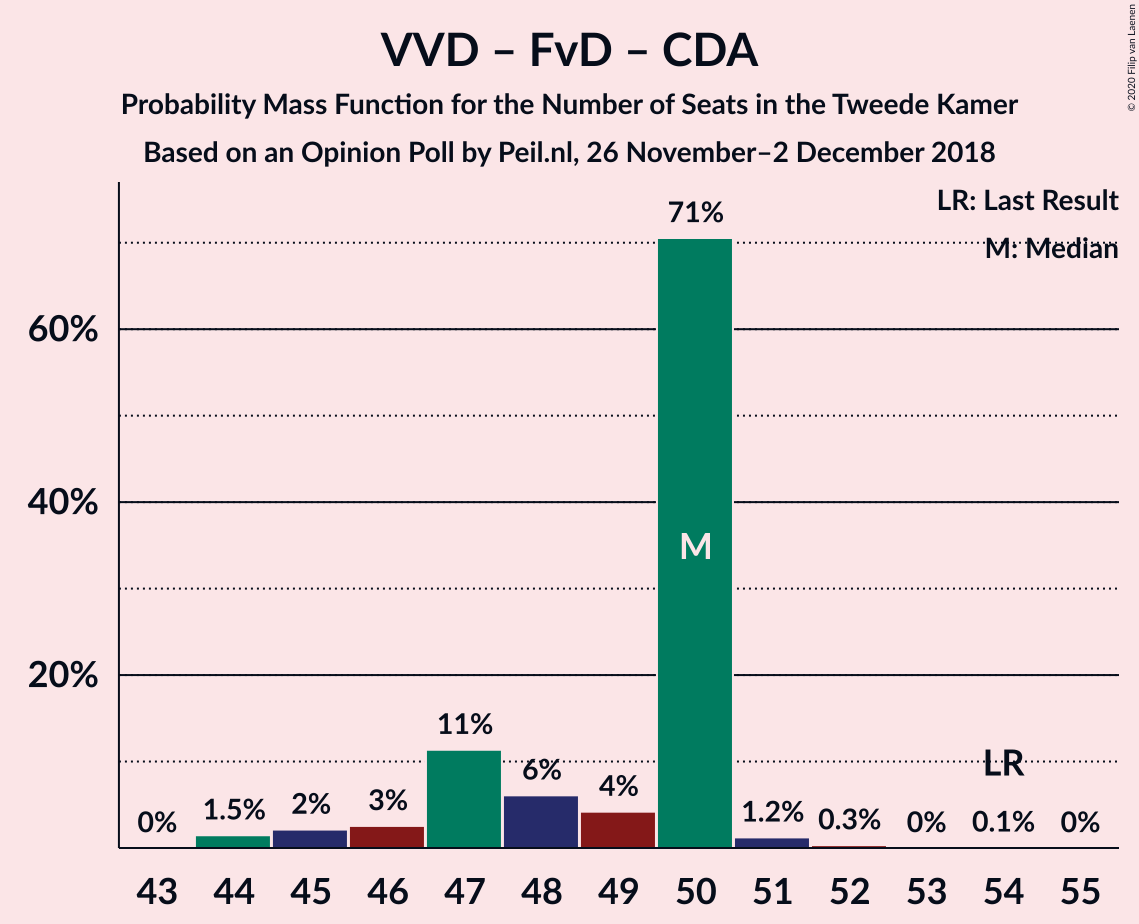 VVD – FvD – CDA
Probability Mass Function for the Number of Seats in the Tweede Kamer
Based on an Opinion Poll by Peil.nl, 26 November–2 December 2018
© 2020 Filip van Laenen
LR: Last Result
M: Median
60%
40%
20%
0%
1.5%
2%
3%
11%
6%
4%
71%
M
1.2%
0.3%
0%
LR
0.1%
0%
43 44 45 46 47 48 49 50 51 52 53 54 55